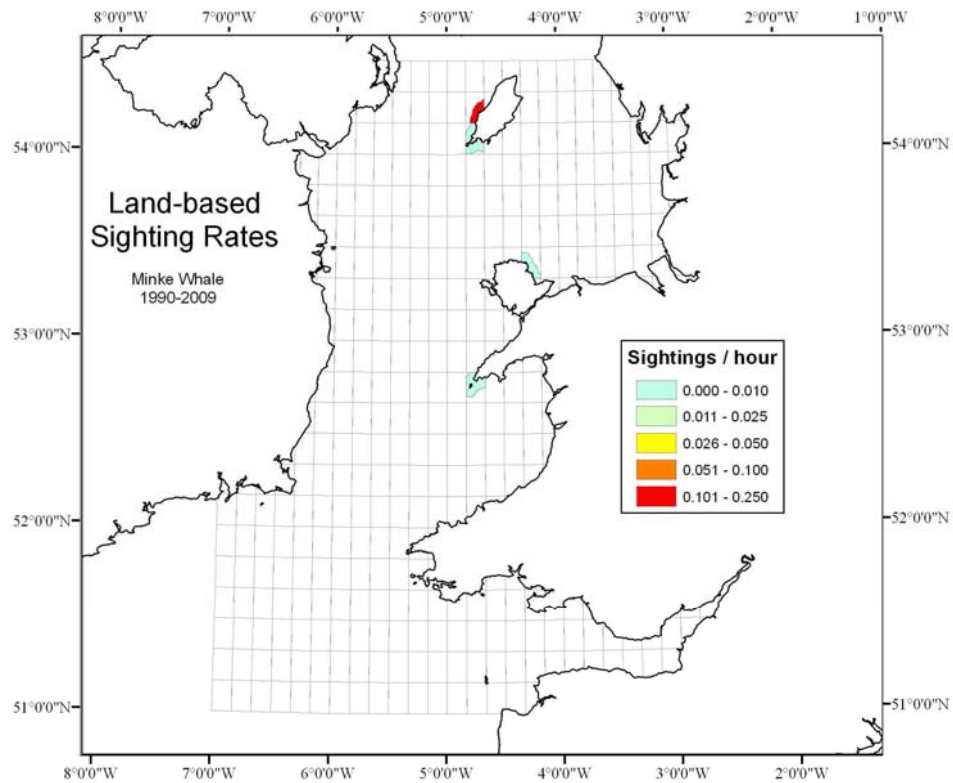 8°0'0"W 7°0'0"W 6°0'0"W 5°0'0"W 4°0'0"W 3°0'0"W 2°0'0"W 1°0'0"W
54°0'0"N 54°0'0"N
Land-based
Sighting Rates
Minke Whale
1990-2009
53°0'0"N 53°0'0"N
Sightings / hour
0.000 - 0.010
0.011 - 0.025
0.026 - 0.050
0.051 - 0.100
0.101 - 0.250
52°0'0"N 52°0'0"N
51°0'0"N 51°0'0"N
8°0'0"W 7°0'0"W 6°0'0"W 5°0'0"W 4°0'0"W 3°0'0"W 2°0'0"W